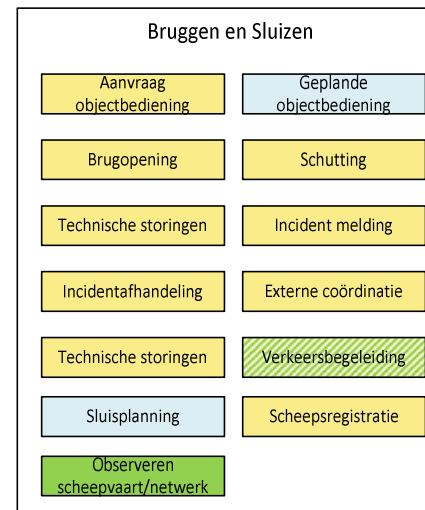 Bruggen en Sluizen
Aanvraag
objectbediening
Geplande
objectbediening
Brugopening
Schutting
Technische storingen
Incident melding
Incidentafhandeling
Externe coördinatie
Technische storingen
Verkeersbegeleiding
Sluisplanning
Scheepsregistratie
Observeren
scheepvaart/netwerk